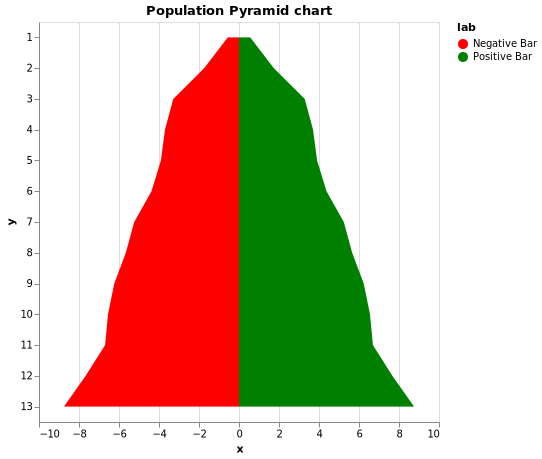 Population Pyramid chart
lab
Negative Bar
Positive Bar
1
2
3
4
5
6
7
8
9
10
11
12
13
y
−10 −8 −6 −4 −2 0 2 4 6 8 10
x